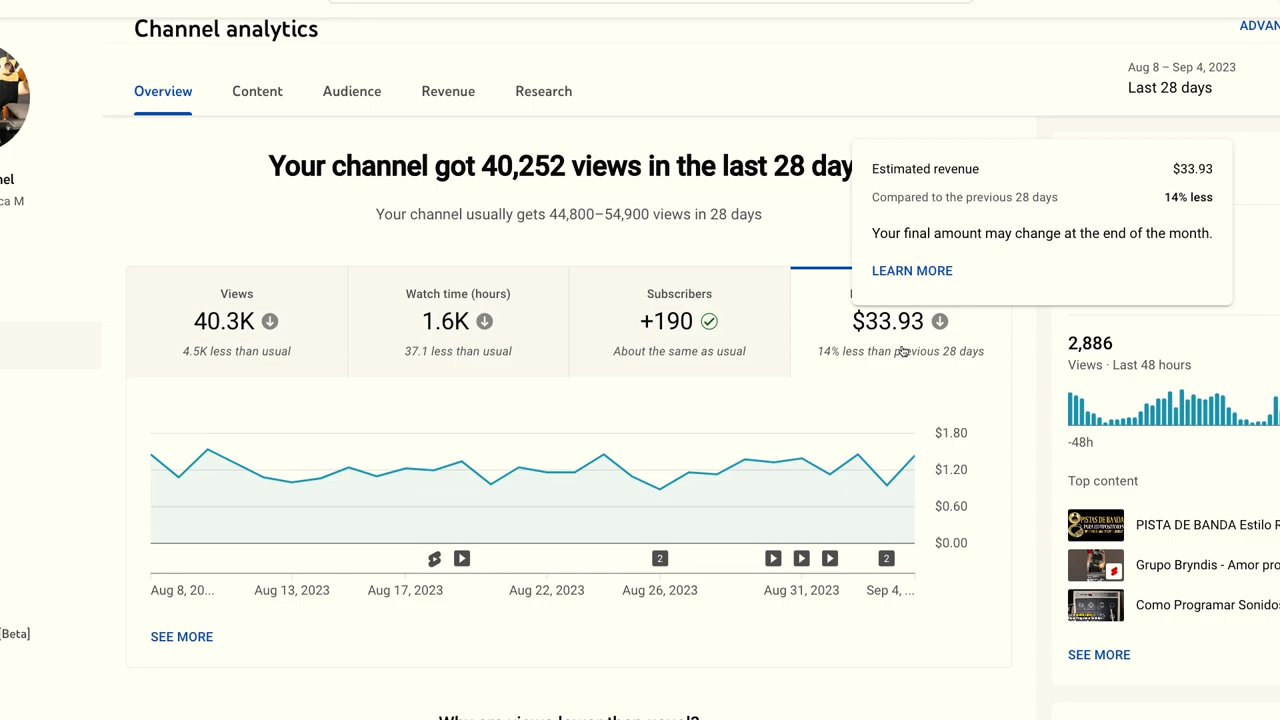 Channel analytics
ADVAN
Overview
Content
Audience
Revenue
Research
Aug 8 – Sep 4, 2023
Last 28 days
nel
ca M
[Beta]
Your channel got 40,252 views in the last 28 day
Your channel usually gets 44,800–54,900 views in 28 days
Estimated revenue $33.93
Compared to the previous 28 days 14% less
Your final amount may change at the end of the month.
LEARN MORE
Views
40.3K
4.5K less than usual
Watch time (hours)
1.6K
37.1 less than usual
Subscribers
+190
About the same as usual
$33.93
14% less than previous 28 days
$1.80
$1.20
$0.60
$0.00
2
2
Aug 8, 20...
Aug 13, 2023
Aug 17, 2023
Aug 22, 2023
Aug 26, 2023
Aug 31, 2023
Sep 4, ...
SEE MORE
2,886
Views · Last 48 hours
-48h
Top content
PISTA DE BANDA Estilo R
Grupo Bryndis - Amor pro
Como Programar Sonidos
SEE MORE
Why are views lower than usual?